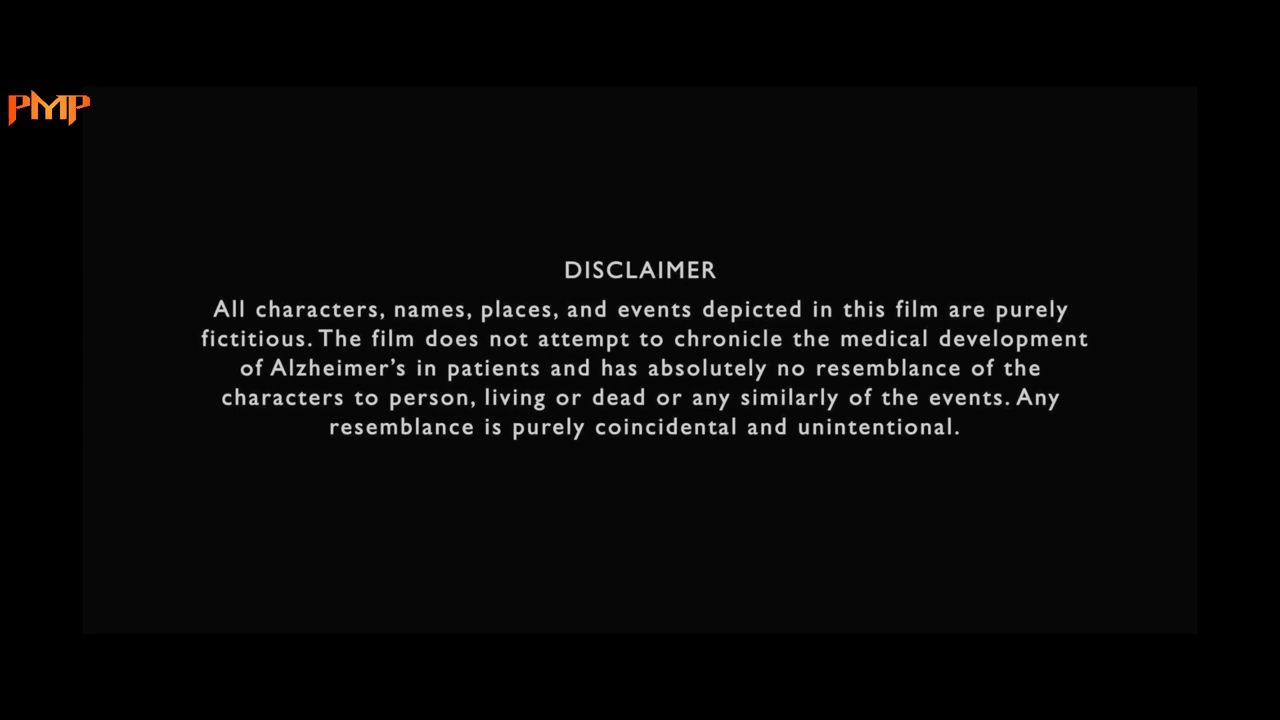 PMP
DISCLAIMER
All characters, names, places, and events depicted in this film are purely
fictitious. The film does not attempt to chronicle the medical development
of Alzheimer’s in patients and has absolutely no resemblance of the
characters to person, living or dead or any similarly of the events. Any
resemblance is purely coincidental and unintentional.